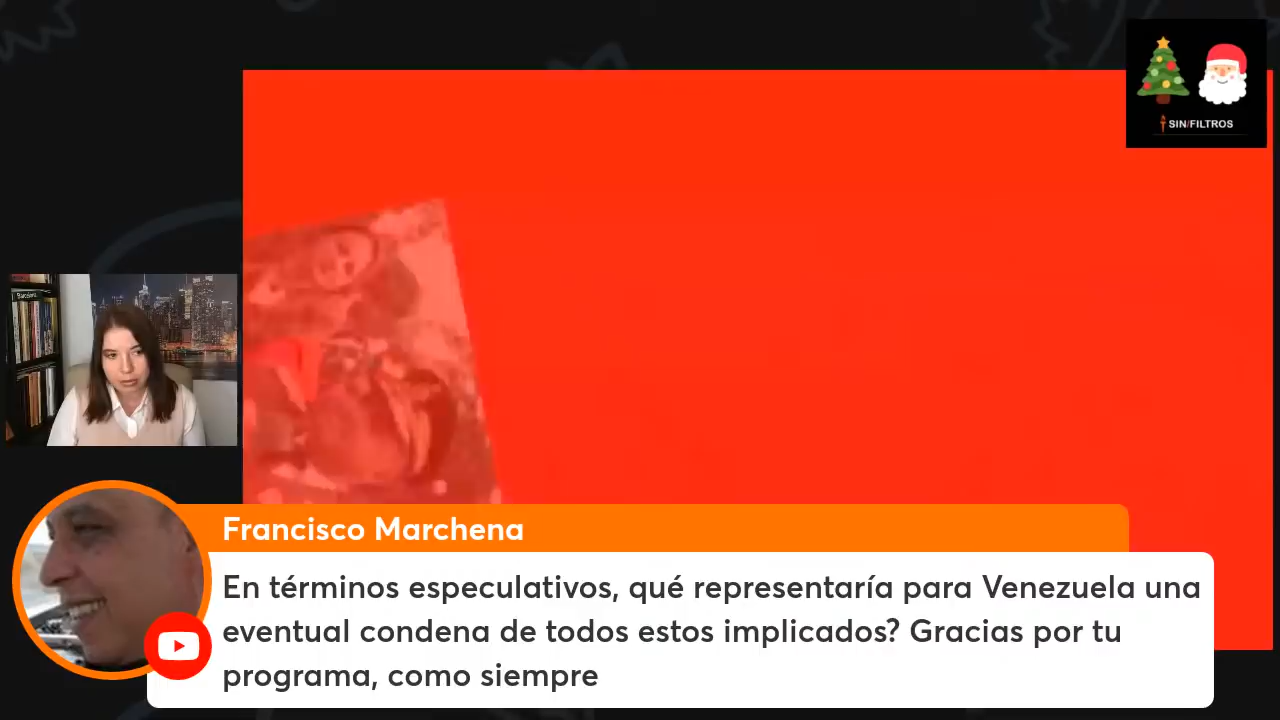 SIN/FILTROS
Barcelona
Francisco Marchena
En términos especulativos, qué representaría para Venezuela una
eventual condena de todos estos implicados? Gracias por tu
programa, como siempre